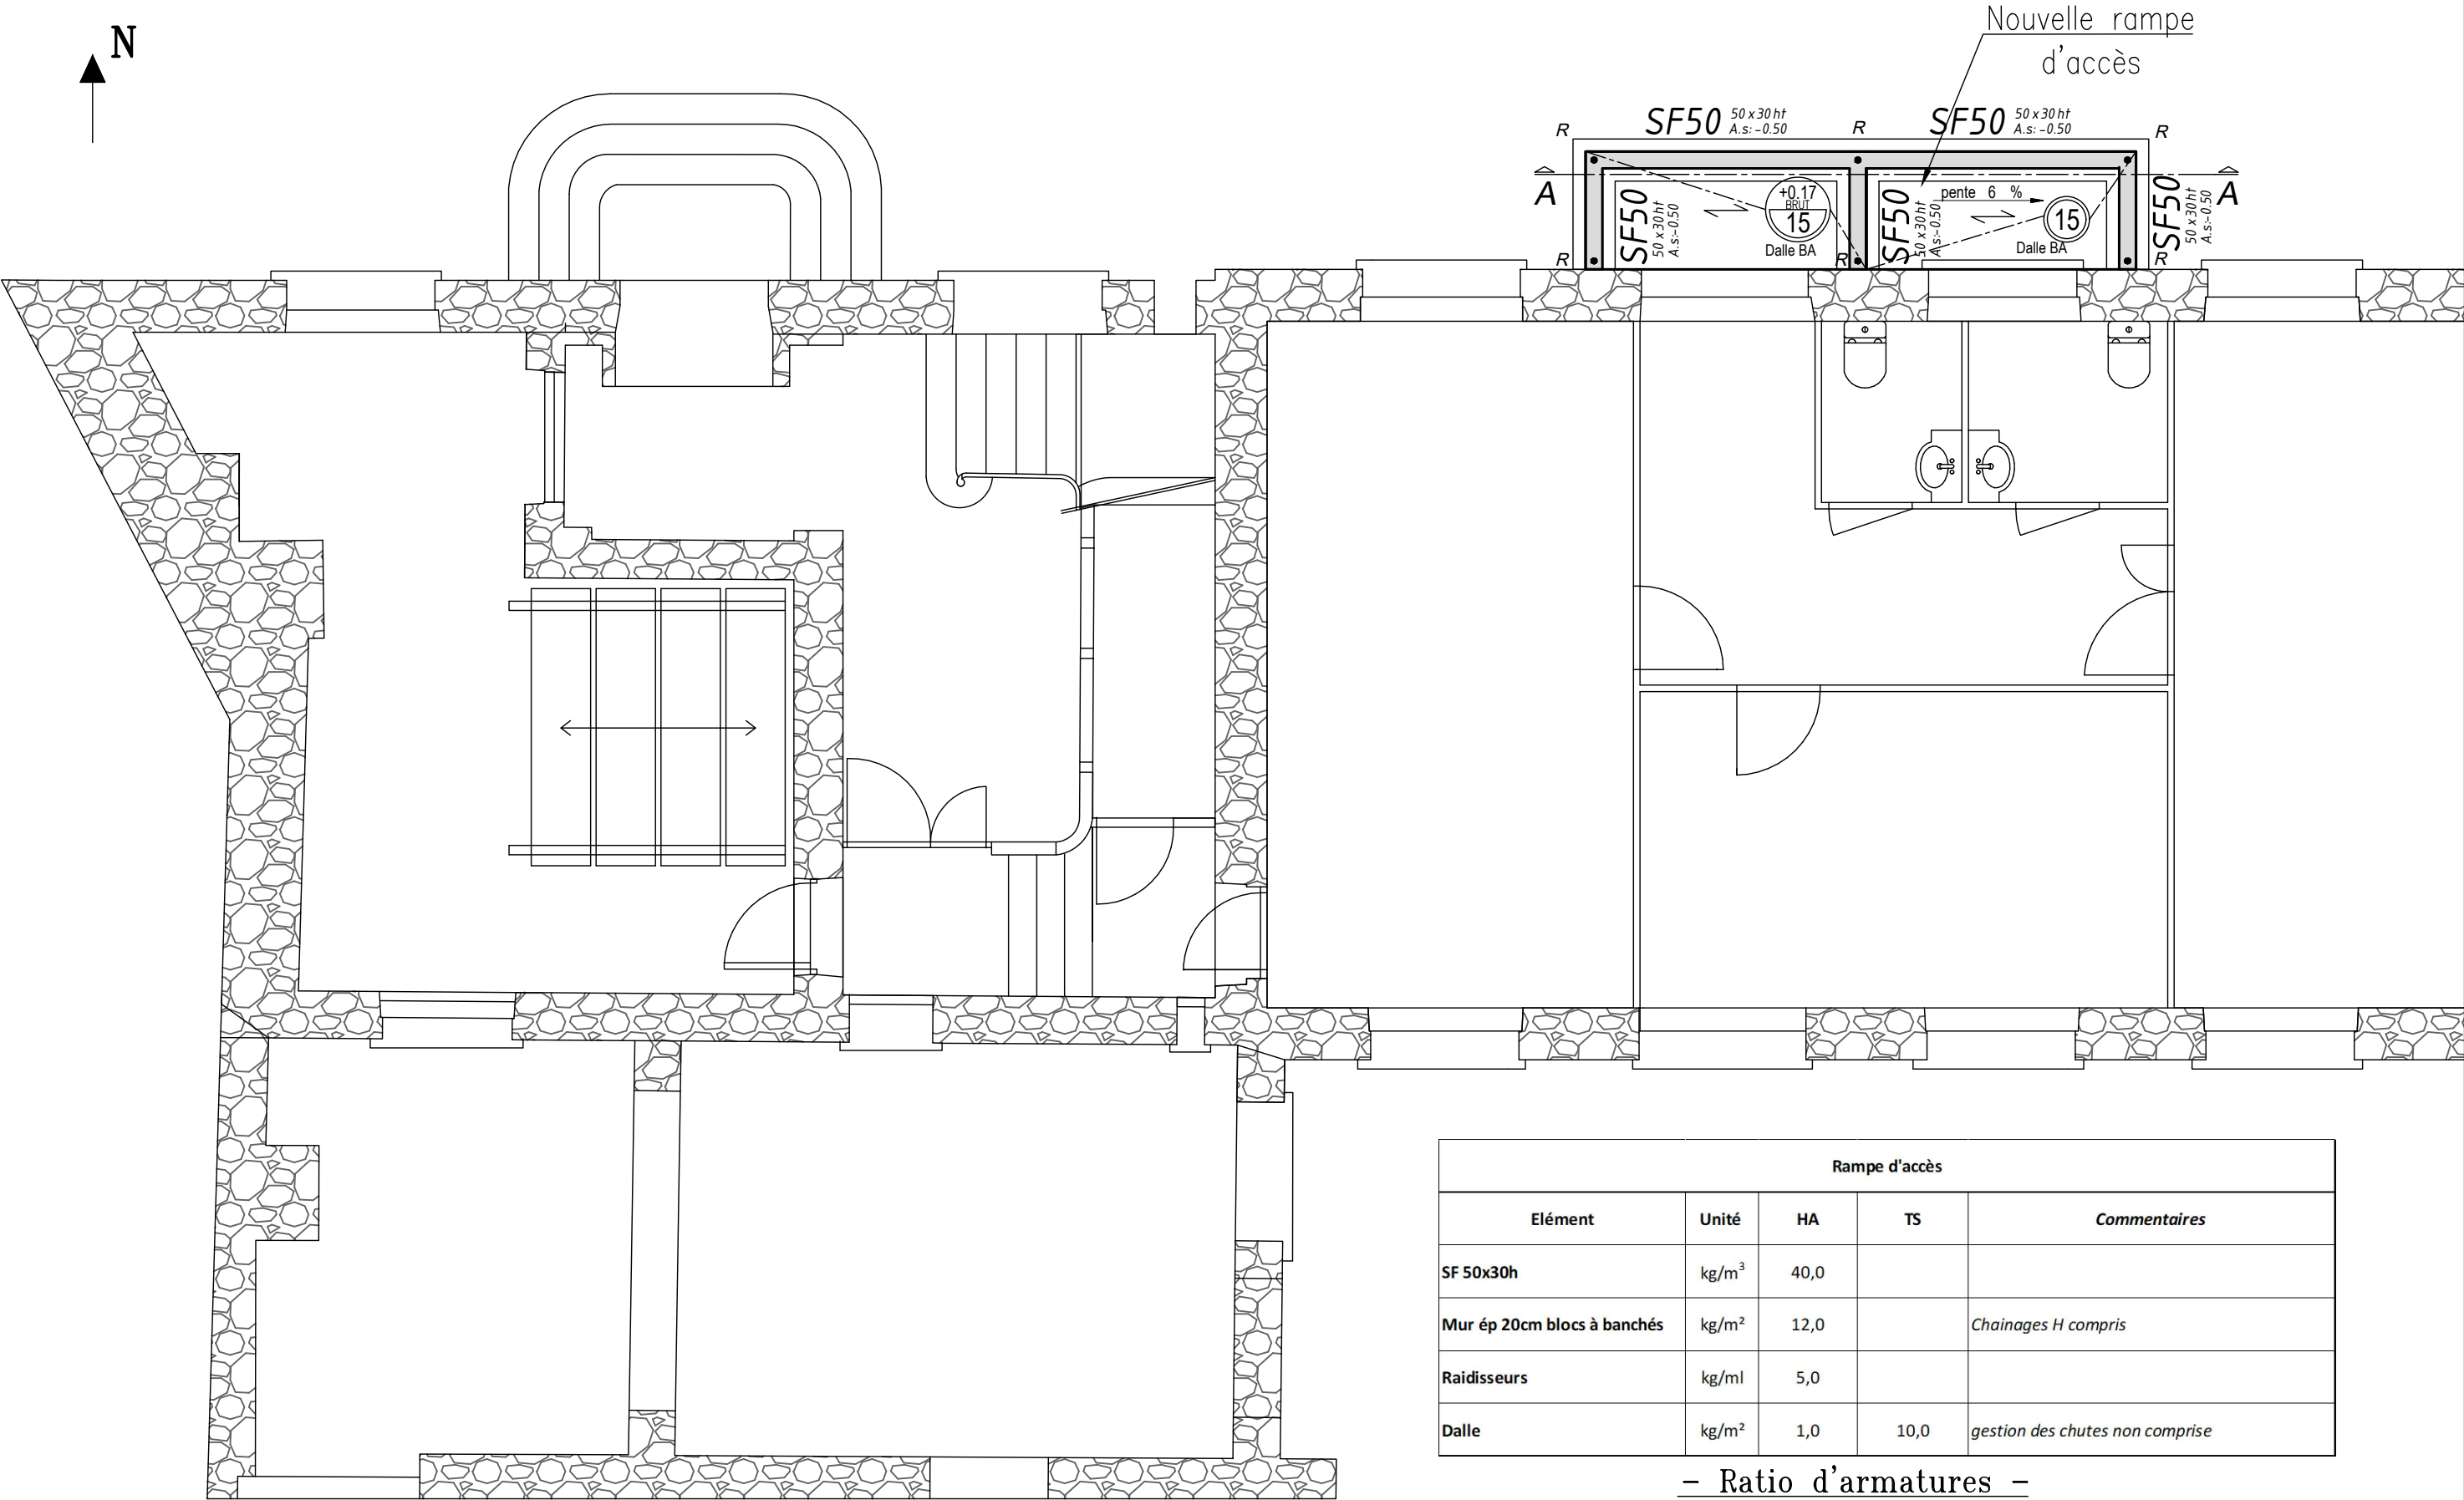 N
Nouvelle rampe
d'accès
SF50 50 x 30 ht
A.s: -0.50
SF50 50 x 30 ht
A.s: -0.50
R
R
R
A
A
SF50
50 x 30 ht
A.s:-0.50
+0.17
BRUT
15
Dalle BA
SF50
50 x 30 ht
A.s:-0.50
pente 6 %
15
Dalle BA
SF50
50 x 30 ht
A.s:-0.50
R
R
R
Rampe d'accès
Elément Unité HA TS Commentaires
SF 50x30h kg/m³ 40,0
Mur ép 20cm blocs à banchés kg/m² 12,0 Chainages H compris
Raidisseurs kg/ml 5,0
Dalle kg/m² 1,0 10,0 gestion des chutes non comprise
- Ratio d'armatures -